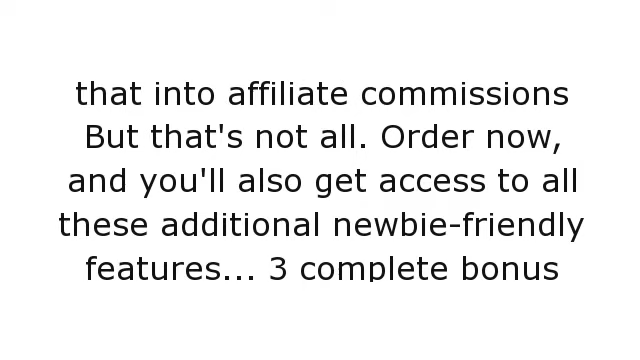 that into affiliate commissions
But that's not all. Order now,
and you'll also get access to all
these additional newbie-friendly
features... 3 complete bonus